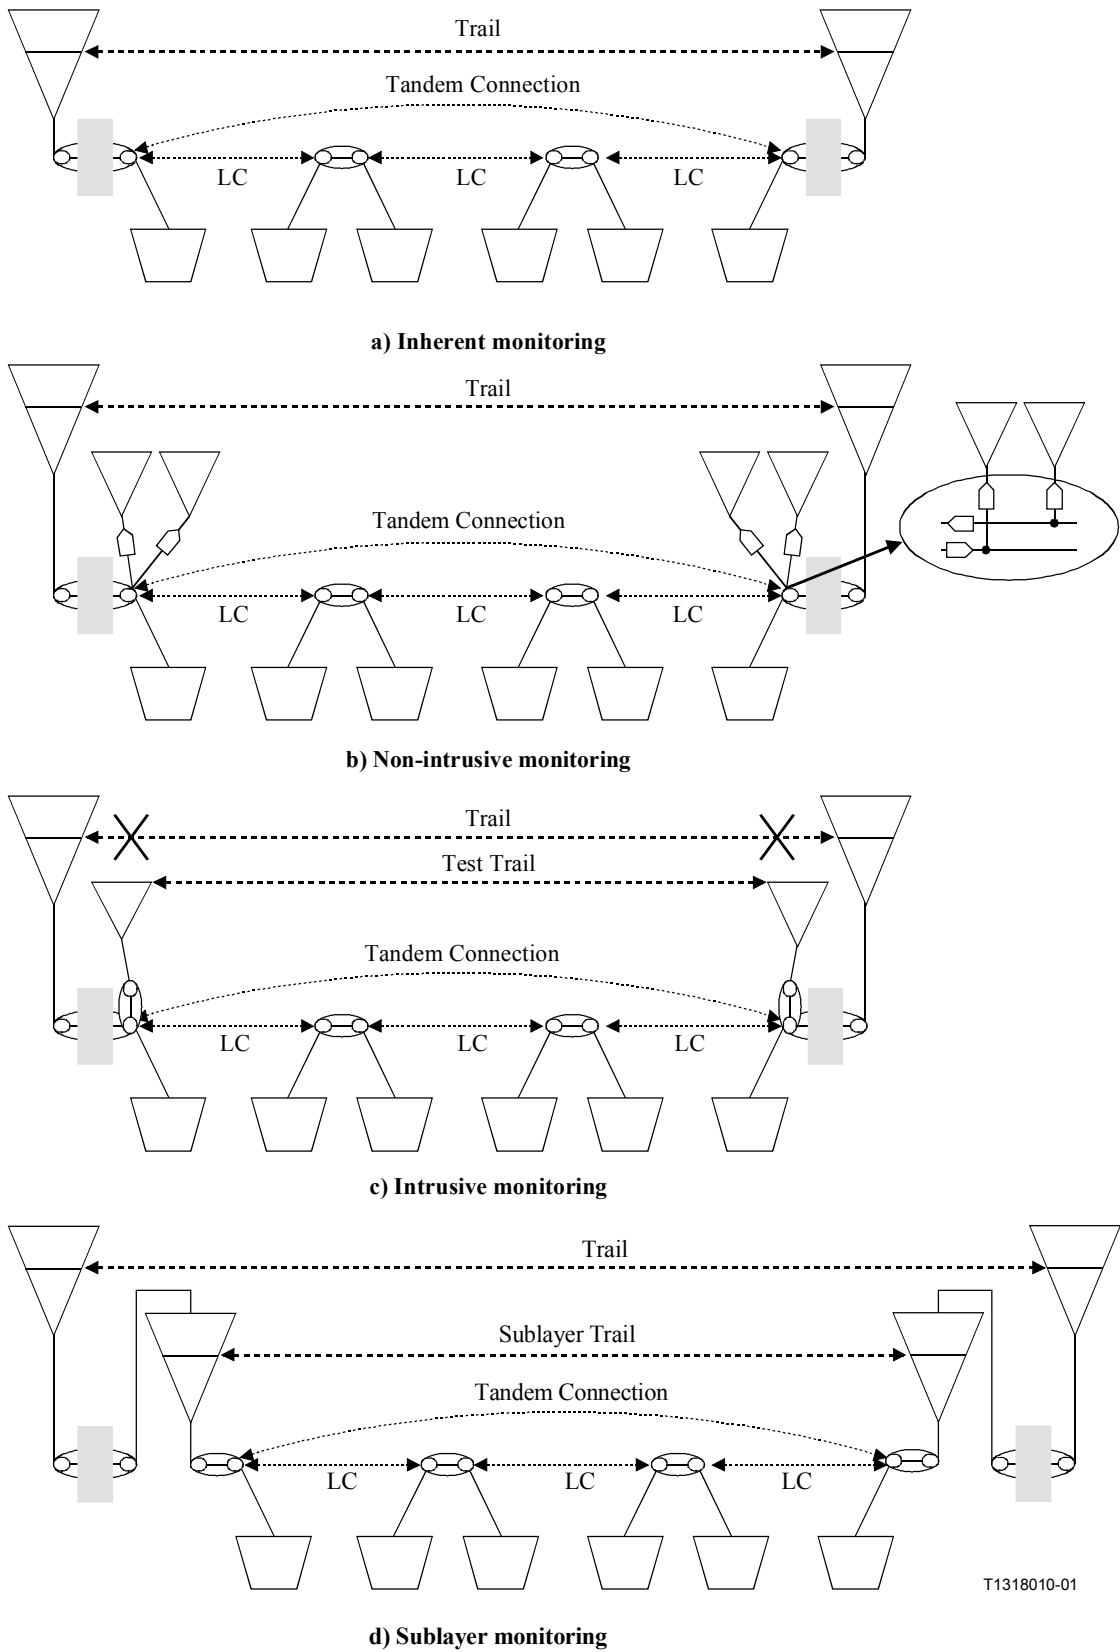 Trail
Tandem Connection
LC
LC
LC
a) Inherent monitoring
Trail
Tandem Connection
LC
LC
LC
b) Non-intrusive monitoring
Trail
Test Trail
Tandem Connection
LC
LC
LC
c) Intrusive monitoring
Trail
Sublayer Trail
Tandem Connection
LC
LC
LC
T1318010-01
d) Sublayer monitoring